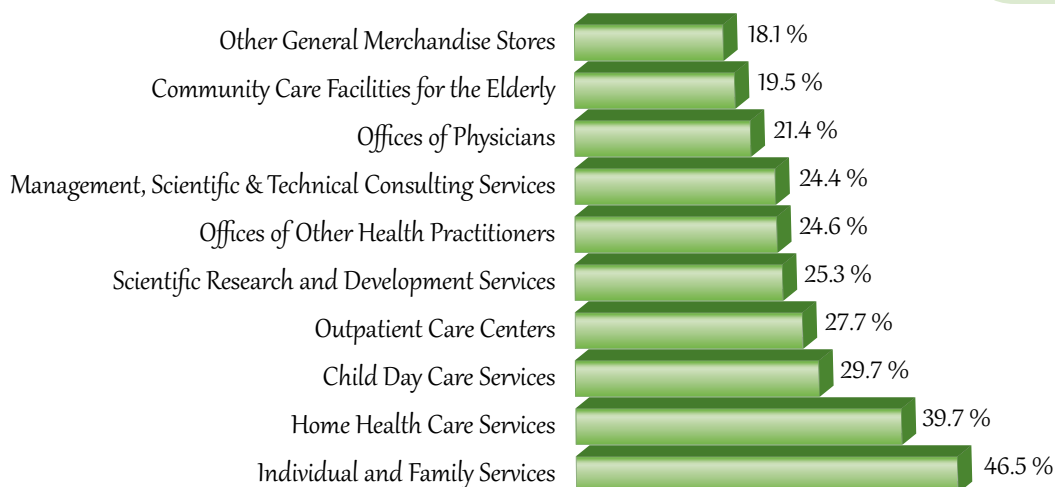 Other General Merchandise Stores 18.1 %
Community Care Facilities for the Elderly 19.5 %
Offices of Physicians 21.4 %
Management, Scientific & Technical Consulting Services 24.4 %
Offices of Other Health Practitioners 24.6 %
Scientific Research and Development Services 25.3 %
Outpatient Care Centers 27.7 %
Child Day Care Services 29.7 %
Home Health Care Services 39.7 %
Individual and Family Services 46.5 %